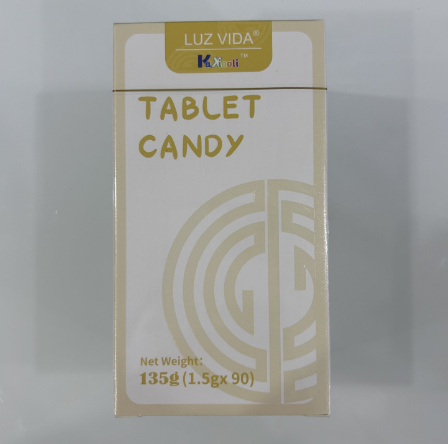 LUZ VIDA®
TABLET
CANDY
Net Weight:
135g (1.5gx 90)